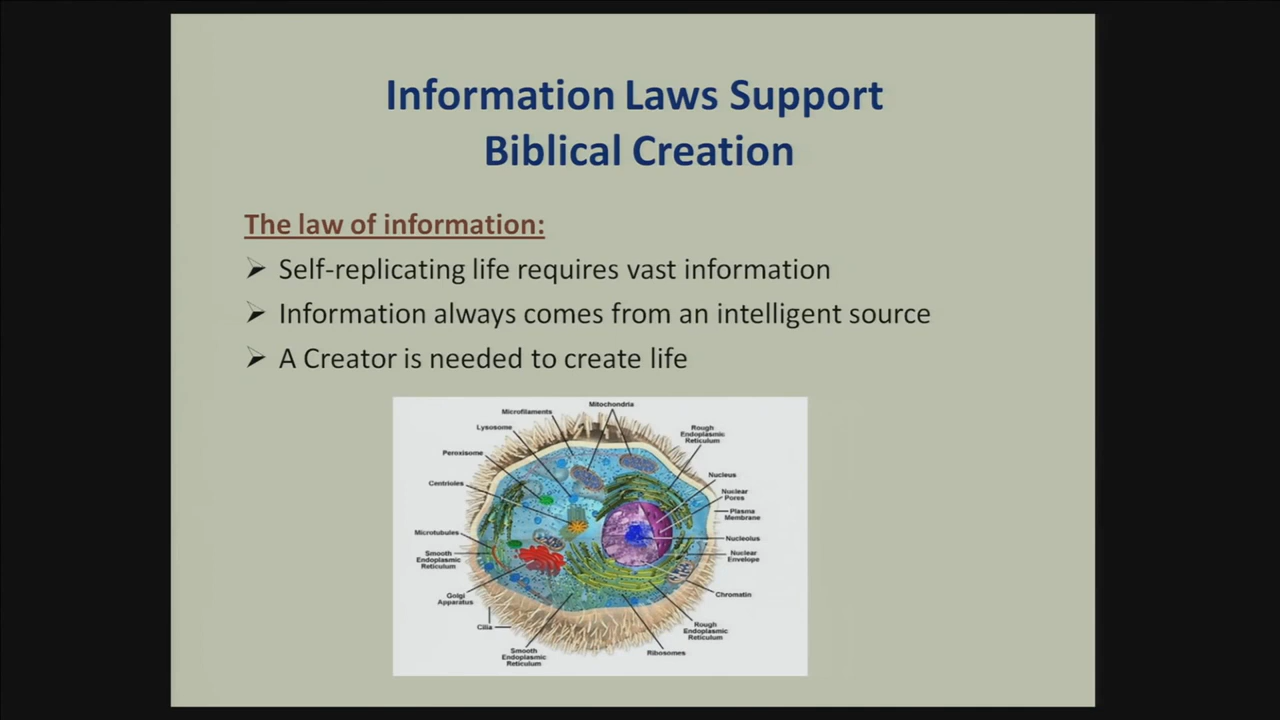 Information Laws Support
Biblical Creation
The law of information:
Self-replicating life requires vast information
Information always comes from an intelligent source
A Creator is needed to create life
Mitochondria
Microfilaments
Lysosome
Rough
Endoplasmic
Reticulum
Peroxisome
Nucleus
Centrioles
Nuclear
Pores
Plasma
Membrane
Microtubules
Nucleolus
Smooth
Endoplasmic
Reticulum
Nuclear
Envelope
Golgi
Apparatus
Chromatin
Cilia
Rough
Endoplasmic
Reticulum
Smooth
Endoplasmic
Reticulum
Ribosomes